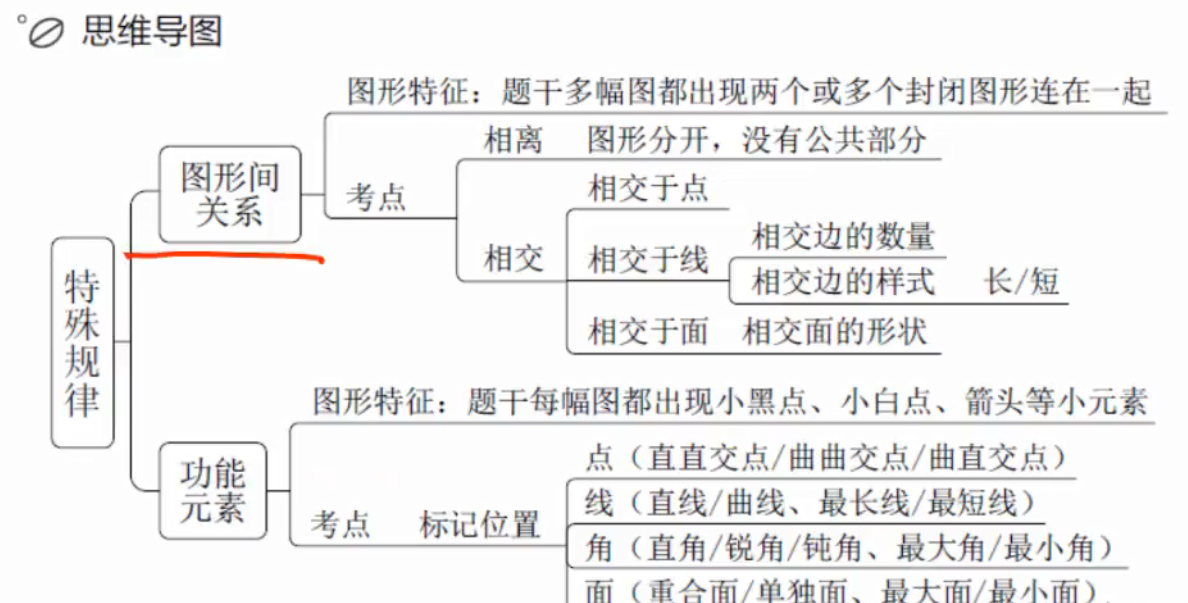 思维导图
图形特征：题干多幅图都出现两个或多个封闭图形连在一起
相离 图形分开，没有公共部分
图形间
关系
考点
相交于点
相交
相交于线
相交边的数量
相交边的样式 长/短
相交于面 相交面的形状
特殊规律
图形特征：题干每幅图都出现小黑点、小白点、箭头等小元素
功能
元素
考点 标记位置
点（直直交点/曲曲交点/曲直交点）
线（直线/曲线、最长线/最短线）
角（直角/锐角/钝角、最大角/最小角）
面（重合面/单独面、最大面/最小面）